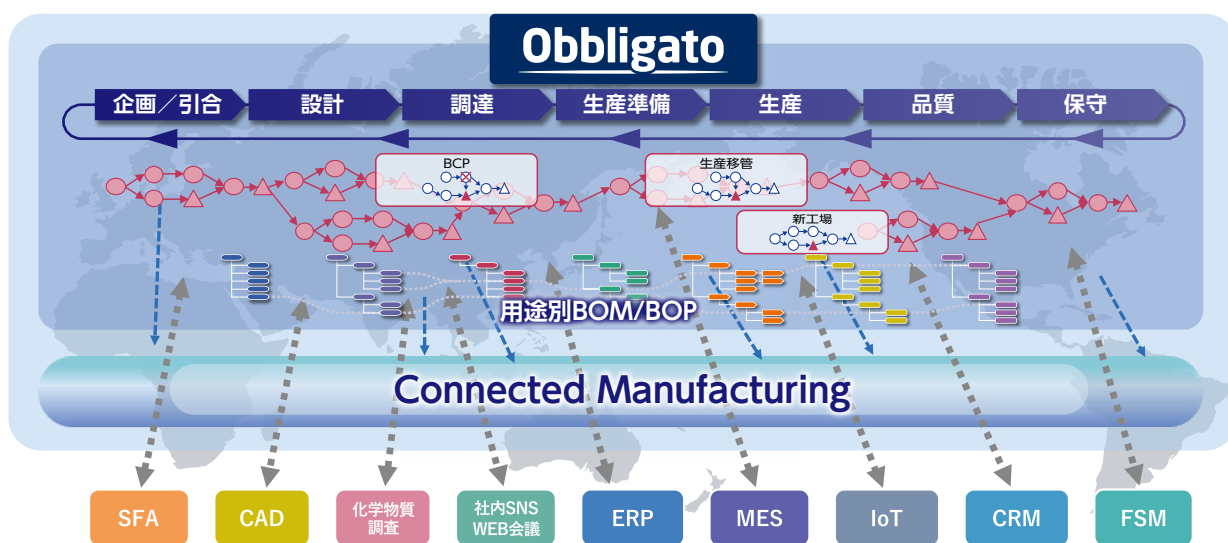 Obbligato
企画／引合
設計
調達
生産準備
生産
品質
保守
BCP
生産移管
新工場
用途別BOM/BOP
Connected Manufacturing
SFA
CAD
化学物質
調査
社内SNS
WEB会議
ERP
MES
IoT
CRM
FSM